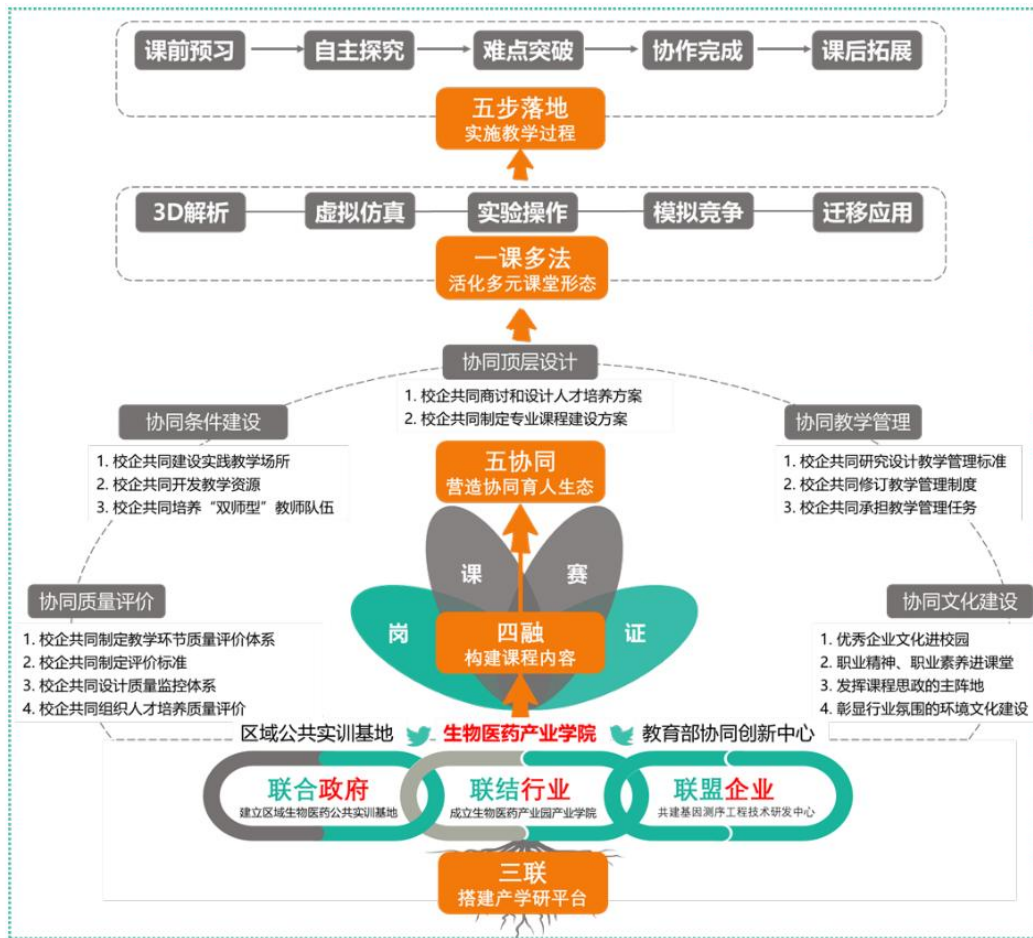 课前预习
自主探究
难点突破
协作完成
课后拓展
五步落地
实施教学过程
3D解析
虚拟仿真
实验操作
模拟竞争
迁移应用
一课多法
活化多元课堂形态
协同顶层设计
1. 校企共同商讨和设计人才培养方案
2. 校企共同制定专业课程建设方案
协同条件建设
1. 校企共同建设实践教学场所
2. 校企共同开发教学资源
3. 校企共同培养“双师型”教师队伍
协同教学管理
1. 校企共同研究设计教学管理标准
2. 校企共同修订教学管理制度
3. 校企共同承担教学管理任务
五协同
营造协同育人生态
课
赛
岗
证
四融
构建课程内容
协同质量评价
1. 校企共同制定教学环节质量评价体系
2. 校企共同制定评价标准
3. 校企共同设计质量监控体系
4. 校企共同组织人才培养质量评价
协同文化建设
1. 优秀企业文化进校园
2. 职业精神、职业素养进课堂
3. 发挥课程思政的主阵地
4. 彰显行业氛围的环境文化建设
区域公共实训基地
生物医药产业学院
教育部协同创新中心
联合政府
建立区域生物医药公共实训基地
联结行业
成立生物医药产业园产业学院
联盟企业
共建基因测序工程技术研发中心
三联
搭建产学研平台